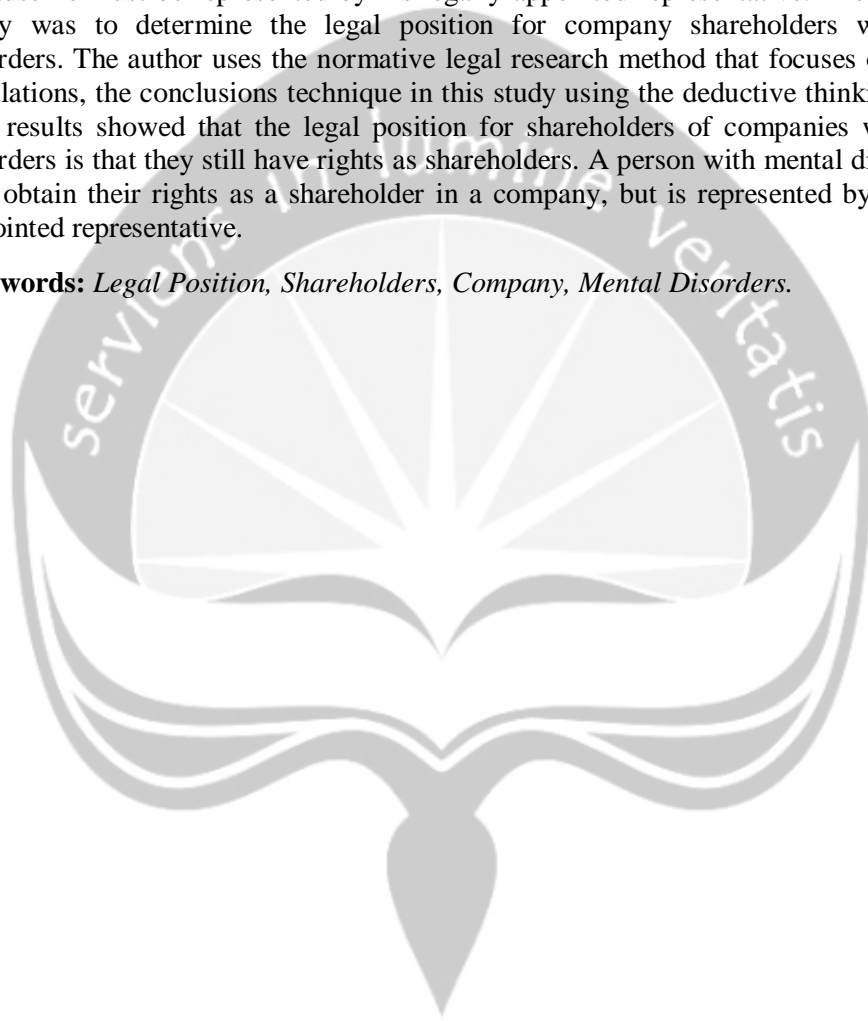 y was to determine the legal position for company shareholders w
rders. The author uses the normative legal research method that focuses
lations, the conclusions technique in this study using the deductive think
results showed that the legal position for shareholders of companies w
rders is that they still have rights as shareholders. A person with mental di
obtain their rights as a shareholder in a company, but is represented by
ointed representative.
words: Legal Position, Shareholders, Company, Mental Disorders.
serviens in lumine veritatis